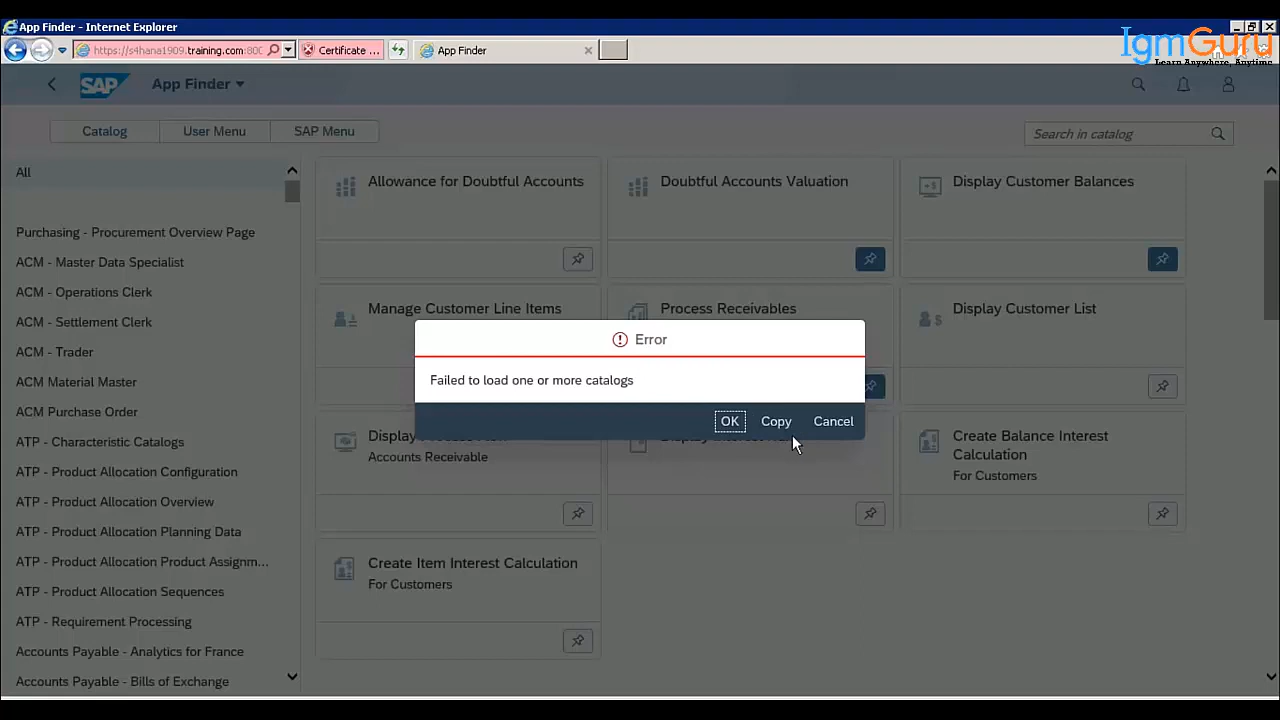 App Finder - Internet Explorer
https://s4hana1909.training.com:800
Certificate ...
App Finder
IgmGuru
Learn Anywhere, Anytime
SAP
App Finder
Catalog
User Menu
SAP Menu
Search in catalog
All
Purchasing - Procurement Overview Page
ACM - Master Data Specialist
ACM - Operations Clerk
ACM - Settlement Clerk
ACM - Trader
ACM Material Master
ACM Purchase Order
ATP - Characteristic Catalogs
ATP - Product Allocation Configuration
ATP - Product Allocation Overview
ATP - Product Allocation Planning Data
ATP - Product Allocation Product Assignm...
ATP - Product Allocation Sequences
ATP - Requirement Processing
Accounts Payable - Analytics for France
Accounts Payable - Bills of Exchange
Allowance for Doubtful Accounts
Doubtful Accounts Valuation
Display Customer Balances
Manage Customer Line Items
Process Receivables
Display Customer List
Error
Failed to load one or more catalogs
OK
Copy
Cancel
Display
Accounts Receivable
Create Balance Interest
Calculation
For Customers
Create Item Interest Calculation
For Customers